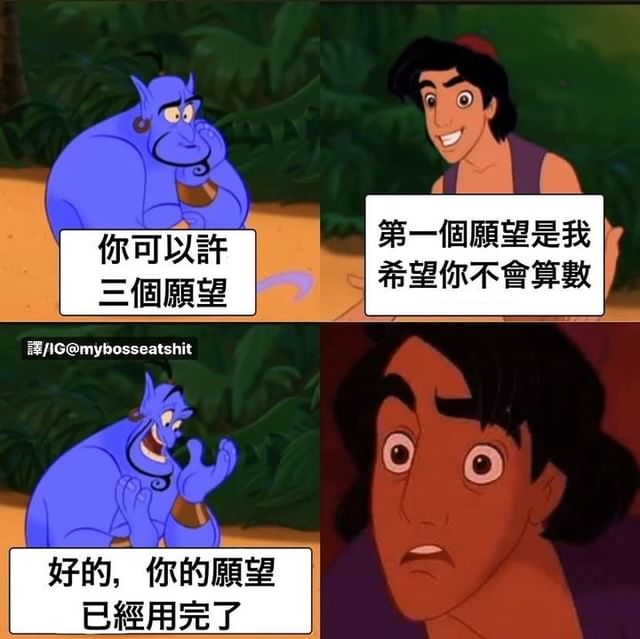 你可以許
三個願望
第一個願望是我
希望你不會算數
譯/IG@mybosseatshit
好的，你的願望
已經用完了